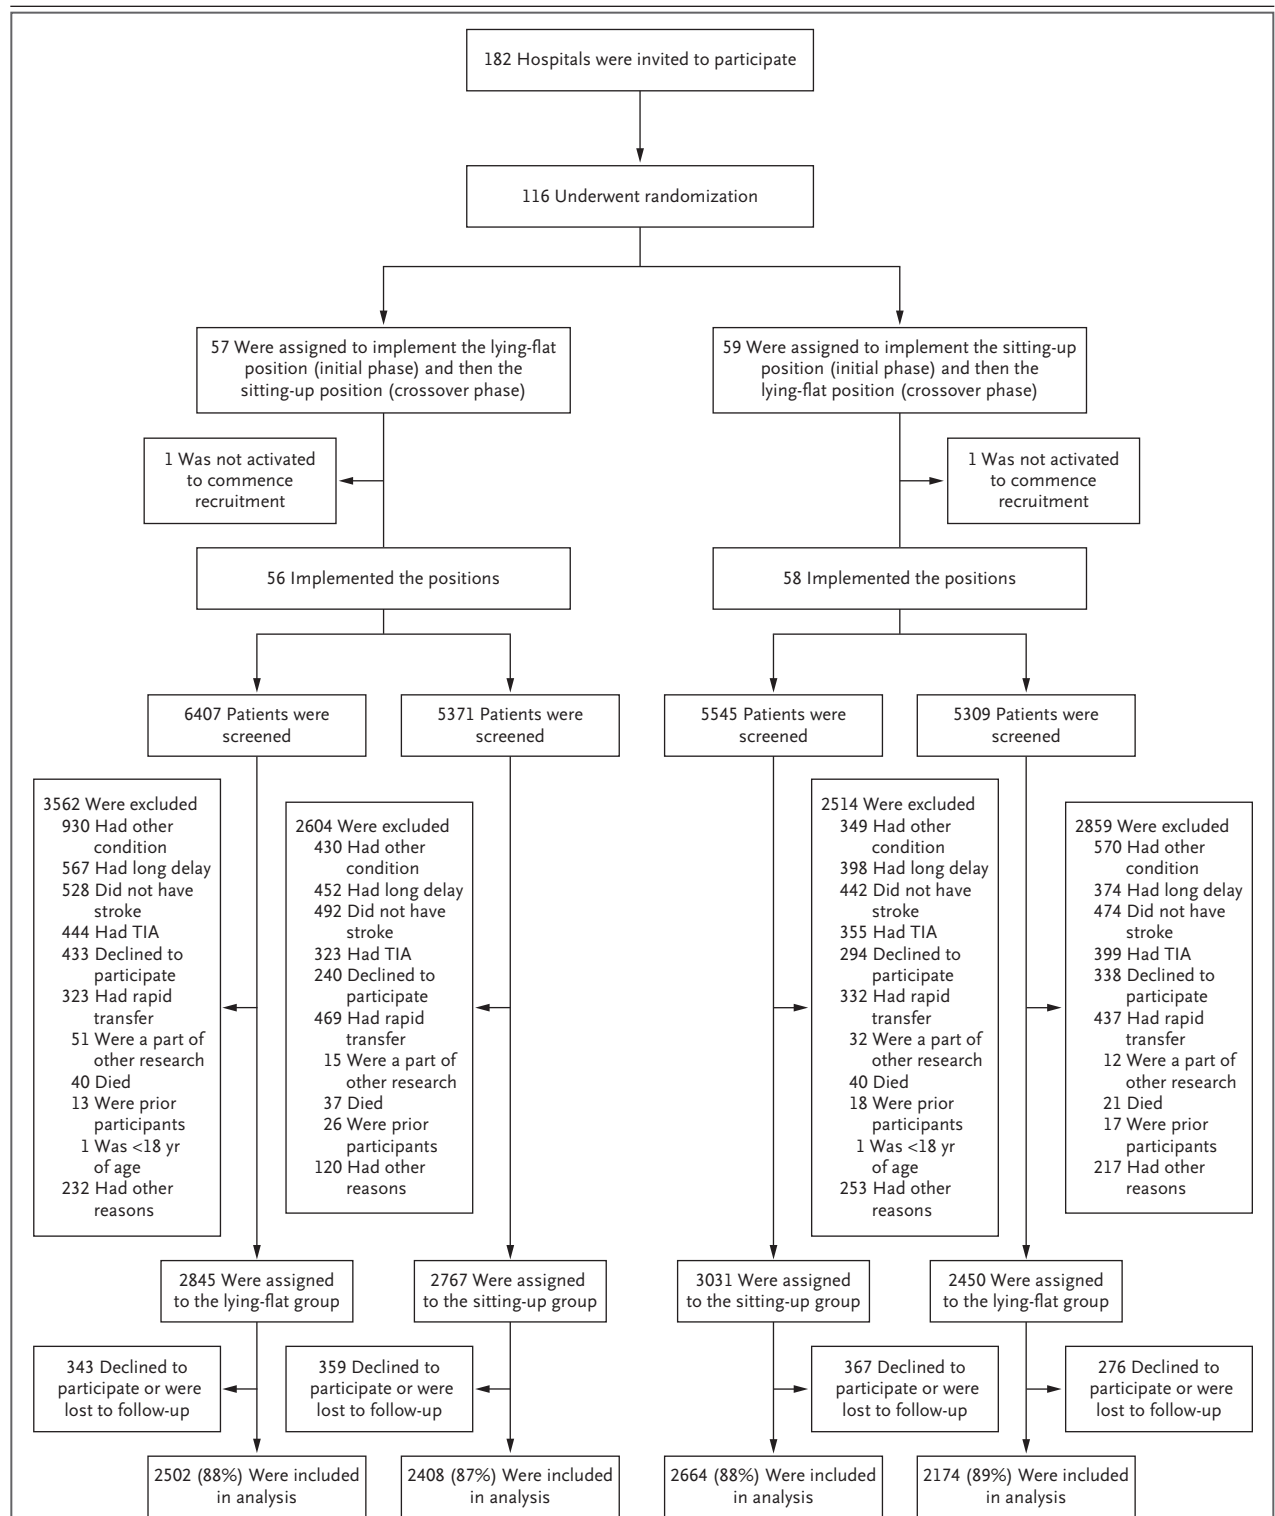 182 Hospitals were invited to participate
116 Underwent randomization
57 Were assigned to implement the lying-flat
position (initial phase) and then the
sitting-up position (crossover phase)
59 Were assigned to implement the sitting-up
position (initial phase) and then the
lying-flat position (crossover phase)
1 Was not activated
to commence
recruitment
1 Was not activated
to commence
recruitment
56 Implemented the positions
58 Implemented the positions
6407 Patients were
screened
5371 Patients were
screened
5545 Patients were
screened
5309 Patients were
screened
3562 Were excluded
930 Had other
condition
567 Had long delay
528 Did not have
stroke
444 Had TIA
433 Declined to
participate
323 Had rapid
transfer
51 Were a part of
other research
40 Died
13 Were prior
participants
1 Was <18 yr
of age
232 Had other
reasons
2604 Were excluded
430 Had other
condition
452 Had long delay
492 Did not have
stroke
323 Had TIA
240 Declined to
participate
469 Had rapid
transfer
15 Were a part of
other research
37 Died
26 Were prior
participants
120 Had other
reasons
2514 Were excluded
349 Had other
condition
398 Had long delay
442 Did not have
stroke
355 Had TIA
294 Declined to
participate
332 Had rapid
transfer
32 Were a part of
other research
40 Died
18 Were prior
participants
1 Was <18 yr
of age
253 Had other
reasons
2859 Were excluded
570 Had other
condition
374 Had long delay
474 Did not have
stroke
399 Had TIA
338 Declined to
participate
437 Had rapid
transfer
12 Were a part of
other research
21 Died
17 Were prior
participants
217 Had other
reasons
2845 Were assigned
to the lying-flat group
2767 Were assigned
to the sitting-up group
3031 Were assigned
to the sitting-up group
2450 Were assigned
to the lying-flat group
343 Declined to
participate or were
lost to follow-up
359 Declined to
participate or were
lost to follow-up
367 Declined to
participate or were
lost to follow-up
276 Declined to
participate or were
lost to follow-up
2502 (88%) Were included
in analysis
2408 (87%) Were included
in analysis
2664 (88%) Were included
in analysis
2174 (89%) Were included
in analysis